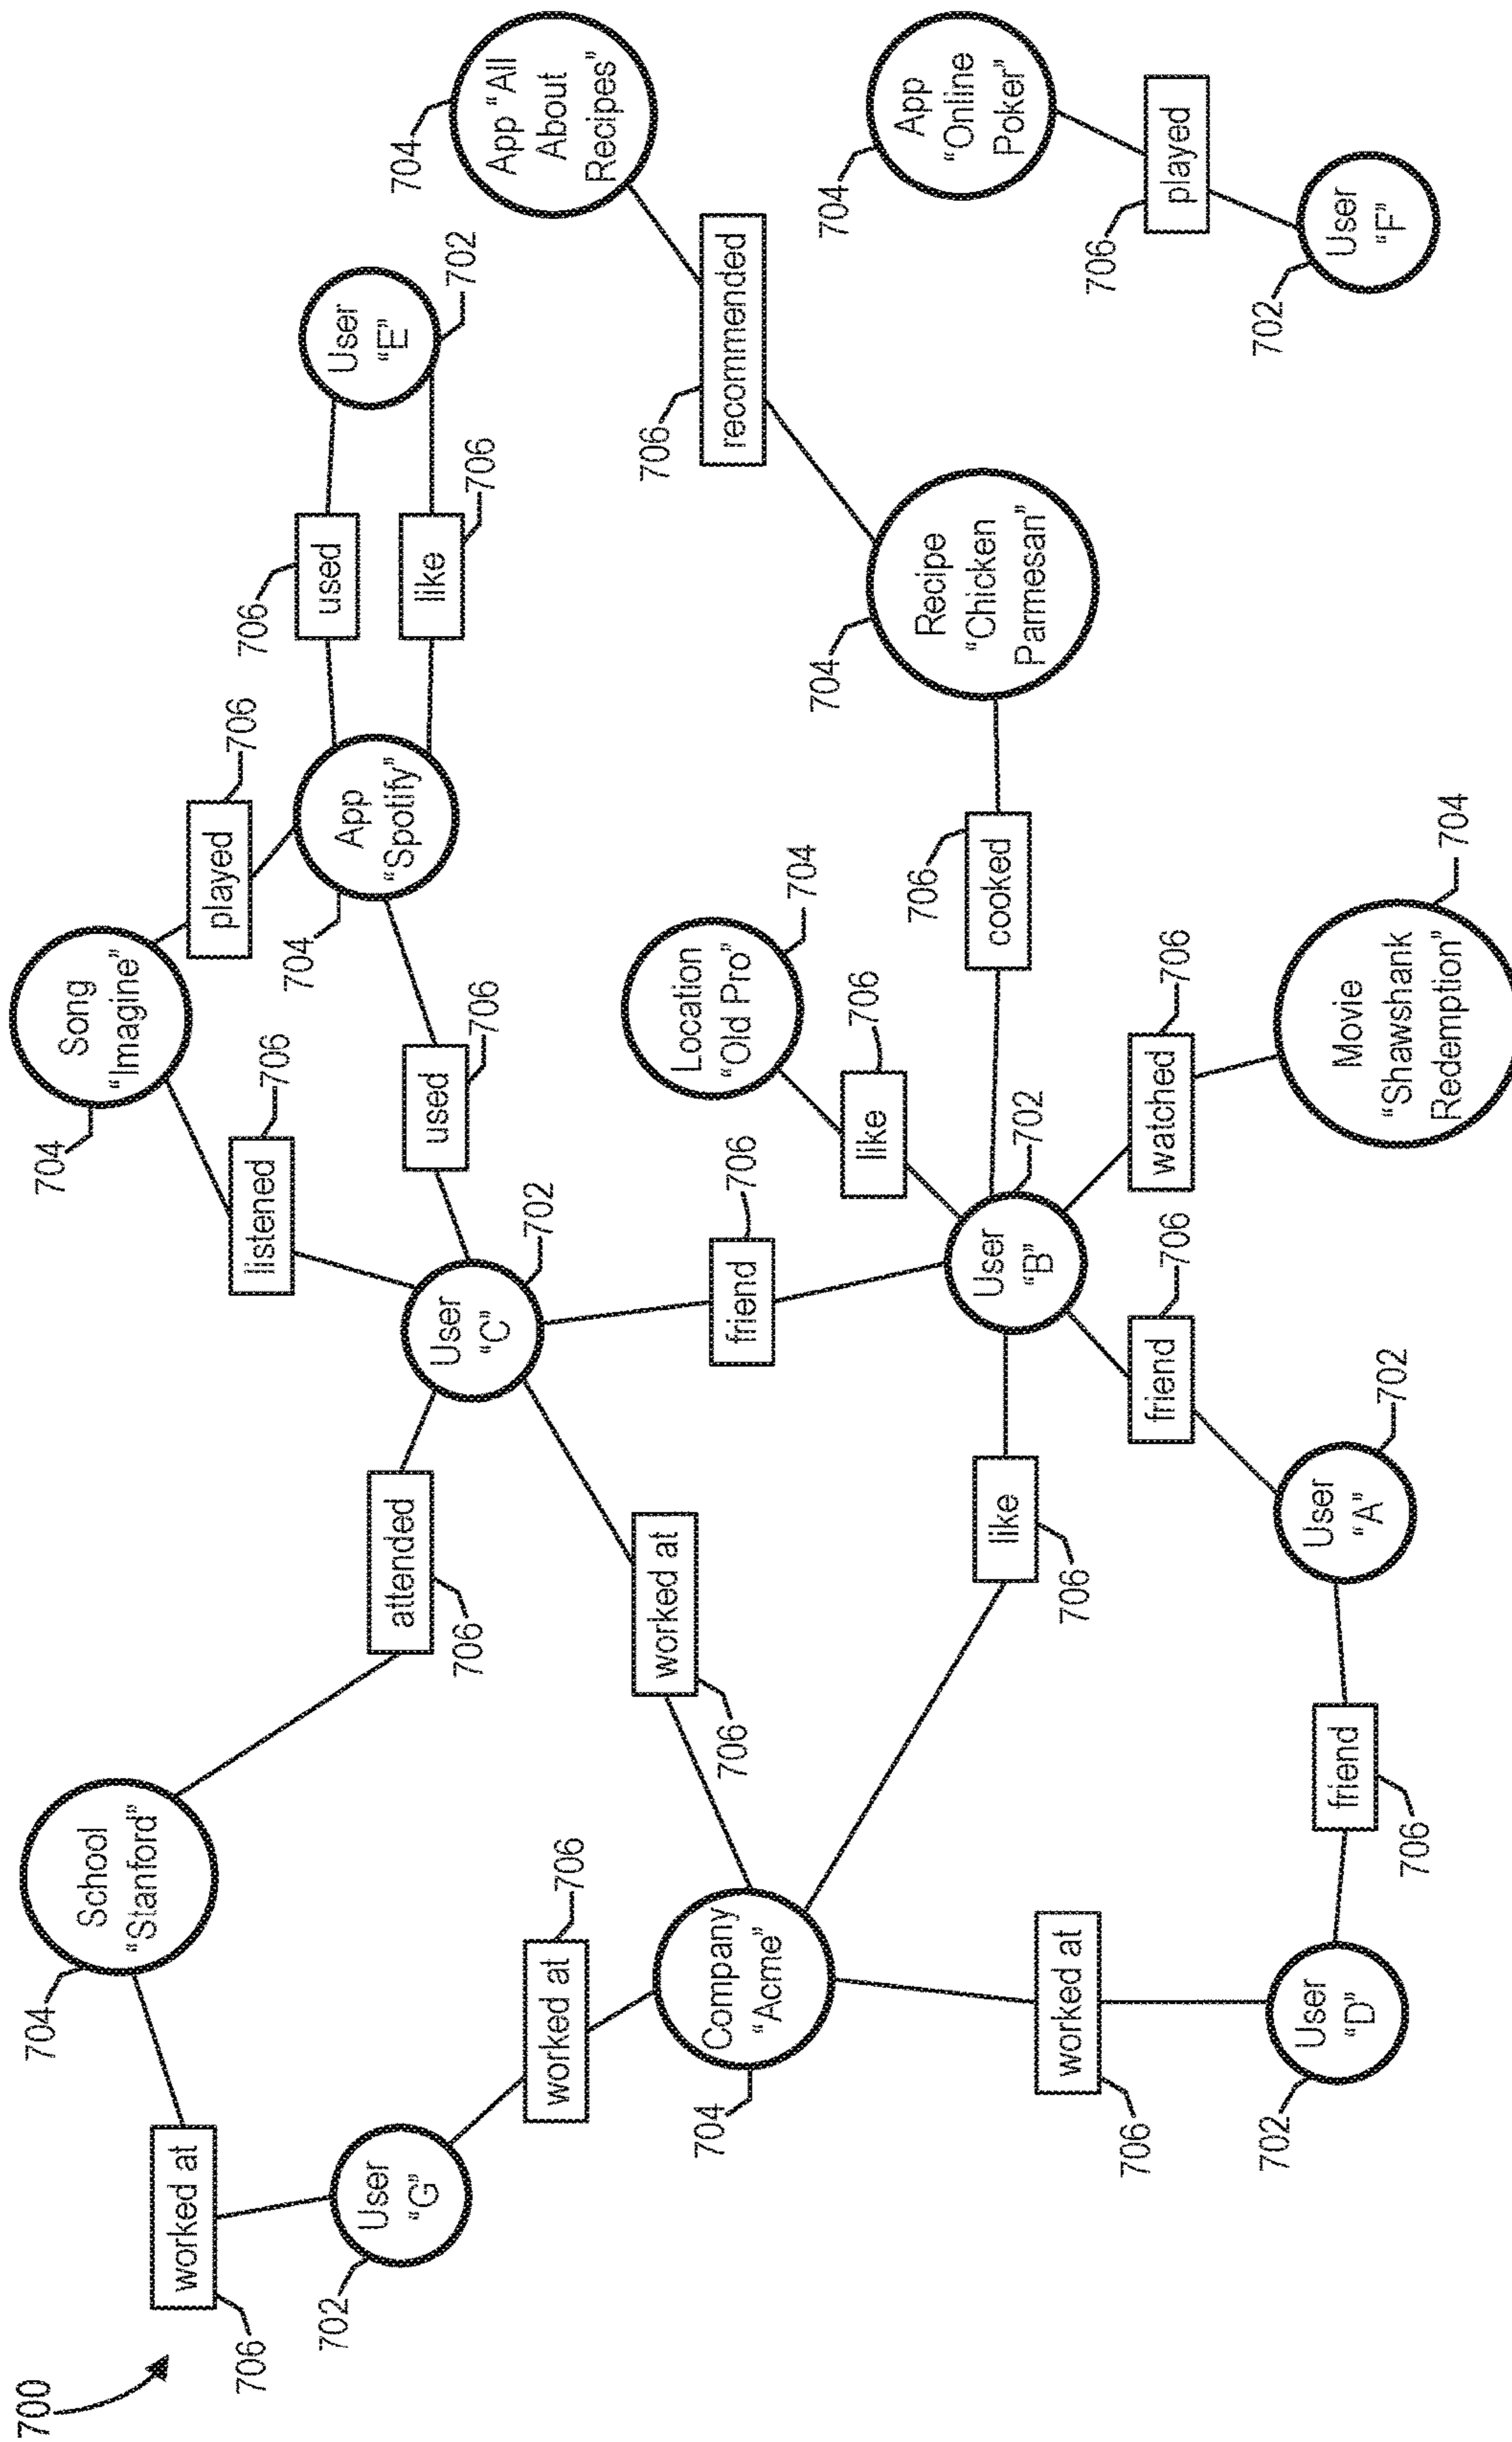 700
706
worked at
702
User
"G"
704
School
"Stanford"
worked at
706
704
Company
"Acme"
706
worked at
702
User
"D"
attended
706
worked at
706
friend
706
like
706
User
"A"
702
User
"C"
702
friend
706
friend
706
User
"B"
702
listened
706
704
Song
"Imagine"
used
706
played
706
704
App
"Spotify"
706
used
like
706
User
"E"
702
like
706
Location
"Old Pro"
704
706
cooked
watched
706
Movie
"Shawshank
Redemption"
704
704
Recipe
"Chicken
Parmesan"
706
recommended
704
App "All
About
Recipes"
704
App
"Online
Poker"
706
played
702
User
"F"